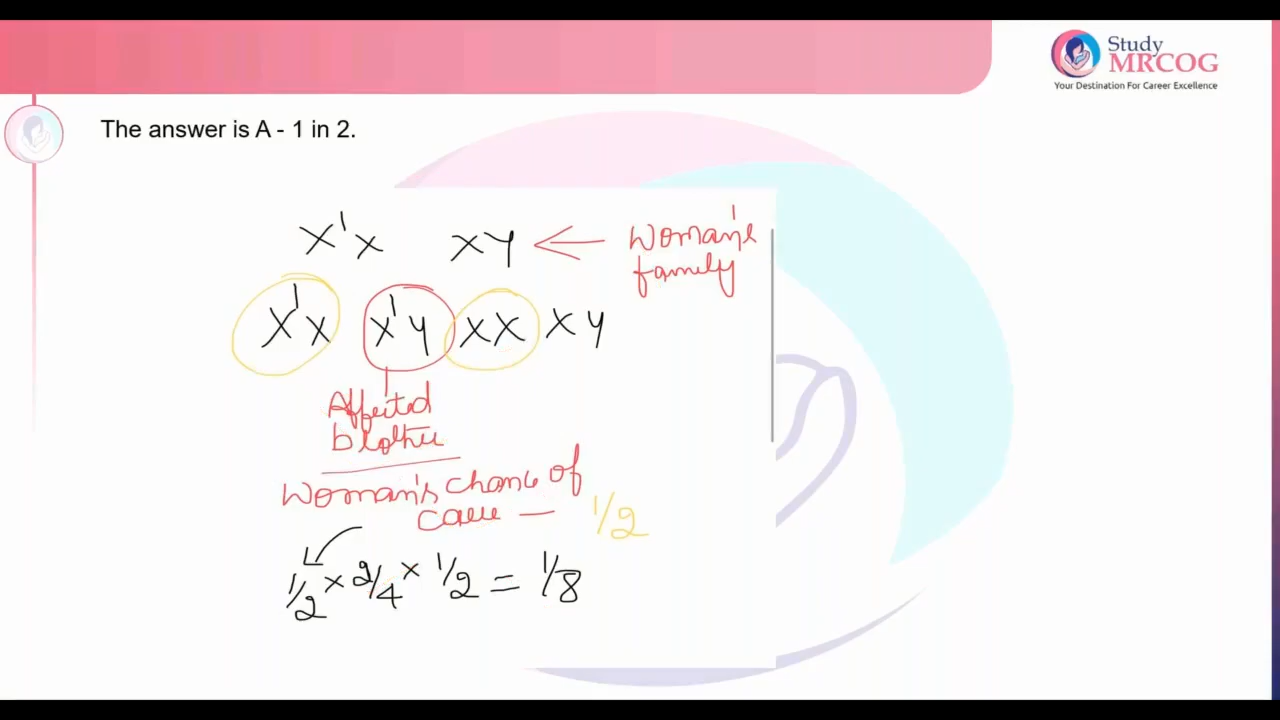 Study
MRCOG
Your Destination For Career Excellence
The answer is A - 1 in 2.
X'X XY ← Woman's
family
X'X X'Y XX XY
Affected
brother
Woman's chance of
— 1/2
1/2 × 2/4 × 1/2 = 1/8